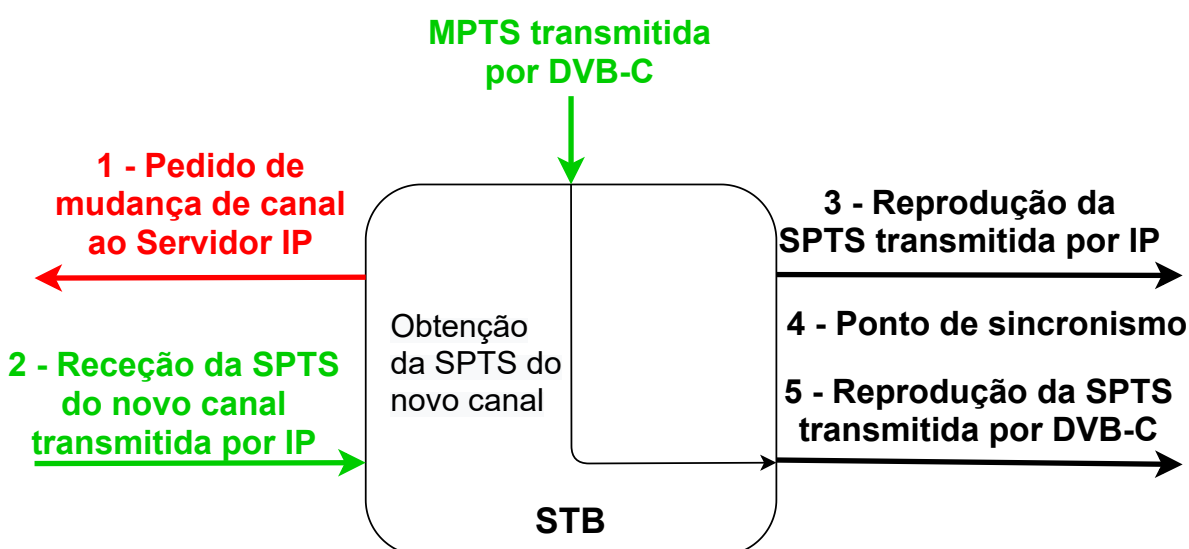 MPTS transmitida
por DVB-C
1 - Pedido de
mudança de canal
ao Servidor IP
2 - Receção da SPTS
do novo canal
transmitida por IP
Obtenção
da SPTS do
novo canal
STB
3 - Reprodução da
SPTS transmitida por IP
4 - Ponto de sincronismo
5 - Reprodução da SPTS
transmitida por DVB-C